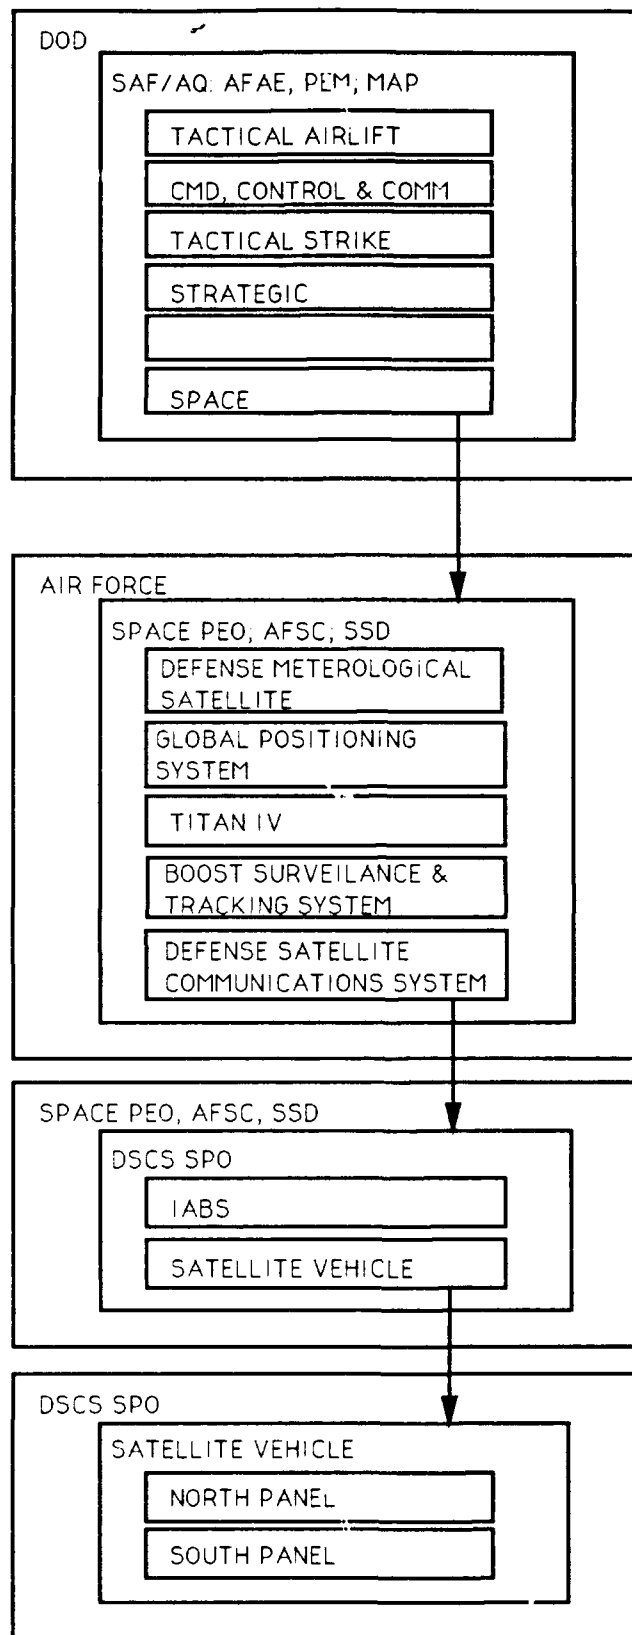 DOD
SAF/AQ: AFAE, PEM; MAP
TACTICAL AIRLIFT
CMD, CONTROL & COMM
TACTICAL STRIKE
STRATEGIC
SPACE
AIR FORCE
SPACE PEO; AFSC; SSD
DEFENSE METEROLOGICAL
SATELLITE
GLOBAL POSITIONING
SYSTEM
TITAN IV
BOOST SURVEILANCE &
TRACKING SYSTEM
DEFENSE SATELLITE
COMMUNICATIONS SYSTEM
SPACE PEO, AFSC, SSD
DSCS SPO
IABS
SATELLITE VEHICLE
DSCS SPO
SATELLITE VEHICLE
NORTH PANEL
SOUTH PANEL